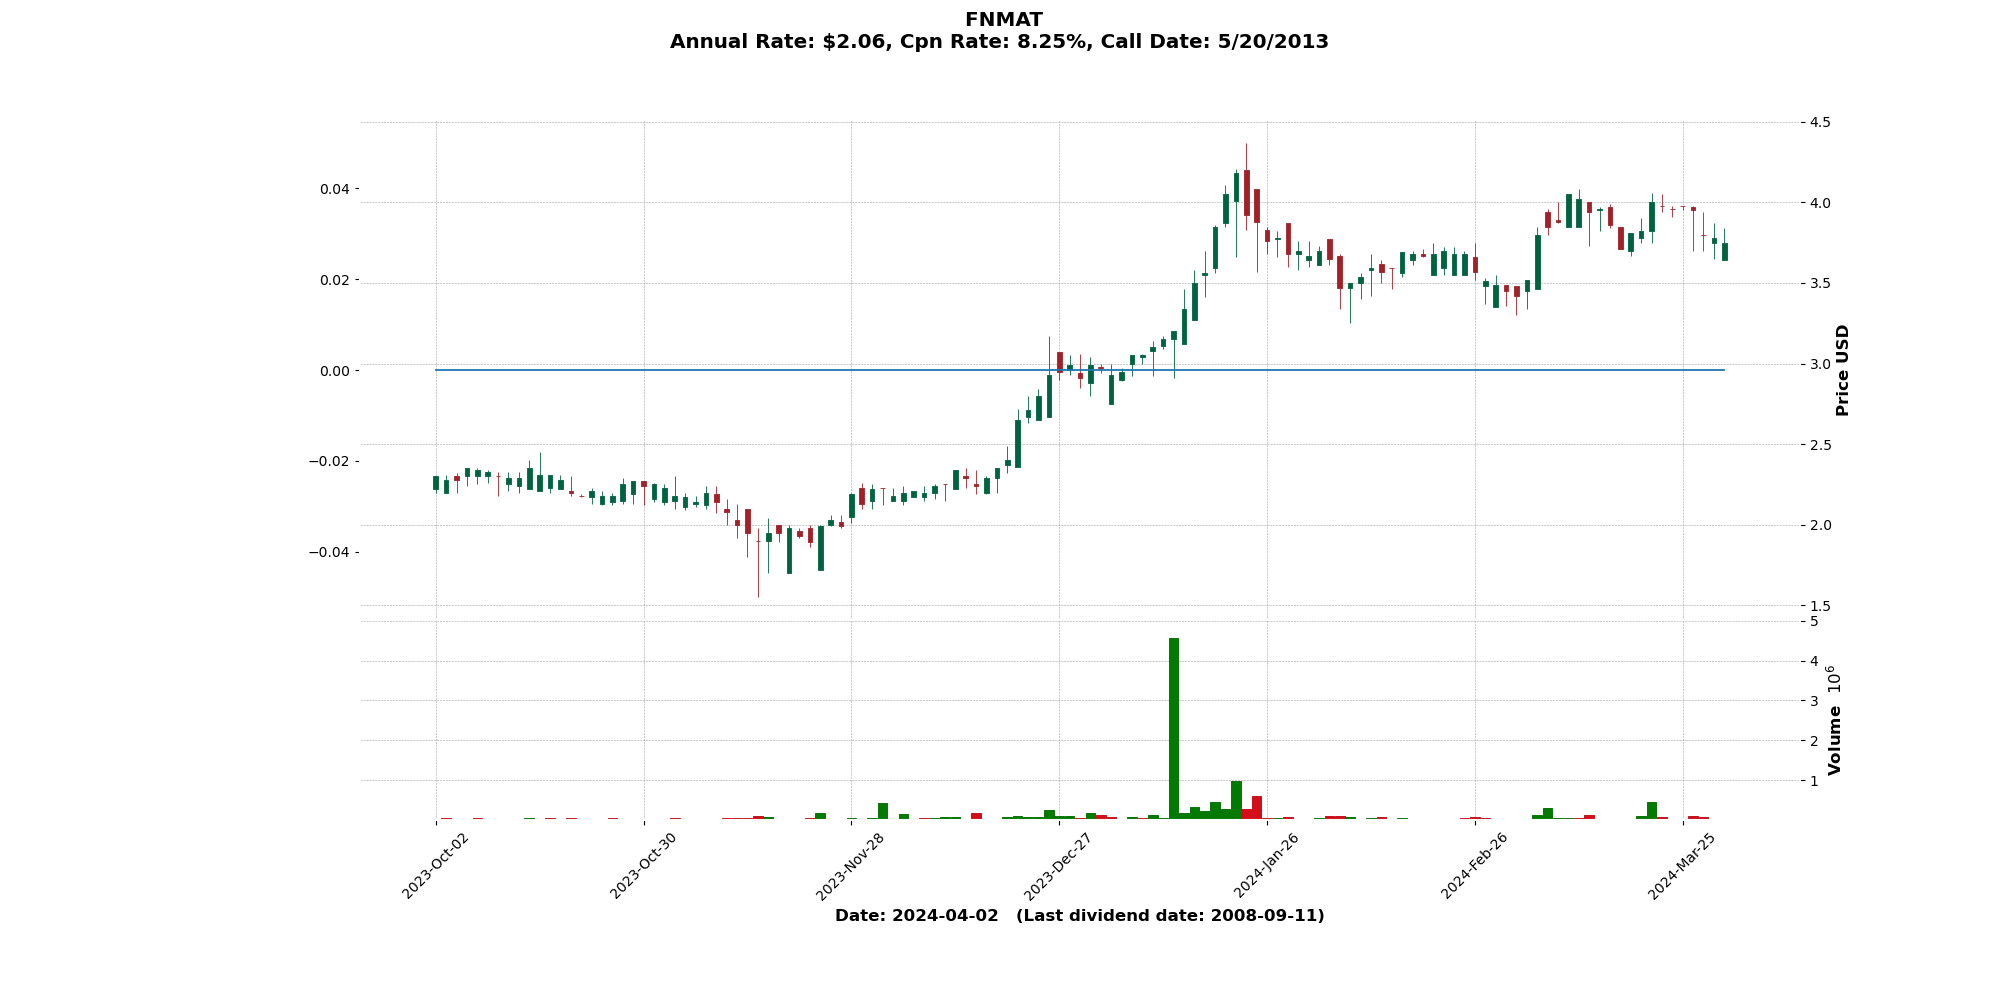 FNMAT
Annual Rate: $2.06, Cpn Rate: 8.25%, Call Date: 5/20/2013
0.04
0.02
0.00
−0.02
−0.04
4.5
4.0
3.5
3.0
2.5
2.0
1.5
Price USD
5
4
3
2
1
Volume 10⁶
2023-Oct-02
2023-Oct-30
2023-Nov-28
2023-Dec-27
2024-Jan-26
2024-Feb-26
2024-Mar-25
Date: 2024-04-02 (Last dividend date: 2008-09-11)